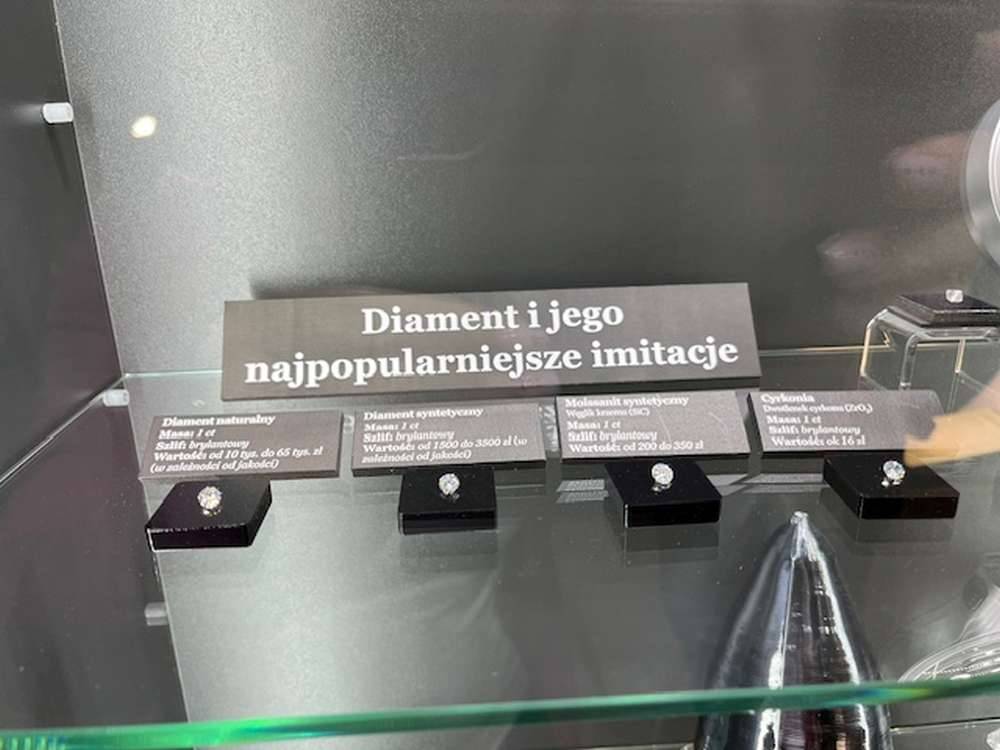 Diament i jego
najpopularniejsze imitacje
Diament naturalny
Masa: 1 ct
Szlif: brylantowy
Wartość: od 10 tys. do 65 tys. zł
(w zależności od jakości)
Diament syntetyczny
Masa: 1 ct
Szlif: brylantowy
Wartość: od 1500 do 3500 zł (w
zależności od jakości)
Moissanit syntetyczny
Węglik krzemu (SiC)
Masa: 1 ct
Szlif: brylantowy
Wartość: od 200 do 350 zł
Cyrkonia
Dwutlenek cyrkonu (ZrO₂)
Masa: 1 ct
Szlif: brylantowy
Wartość: ok 16 zł